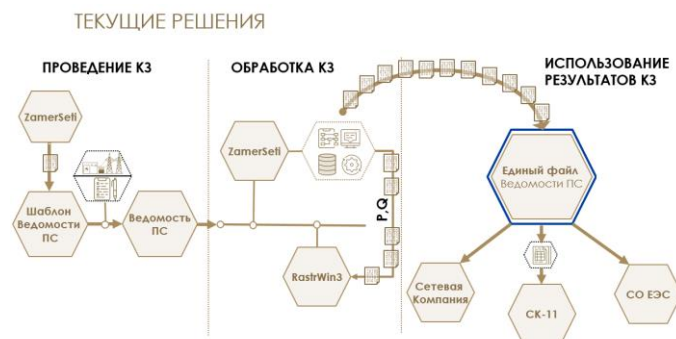 ТЕКУЩИЕ РЕШЕНИЯ
ПРОВЕДЕНИЕ КЗ
ОБРАБОТКА КЗ
ИСПОЛЬЗОВАНИЕ
РЕЗУЛЬТАТОВ КЗ
ZamerSeti
Шаблон
Ведомости
ПС
Ведомость
ПС
ZamerSeti
P,Q
RastrWin3
Единый файл
Ведомости ПС
Сетевая
Компания
СК-11
СО ЕЭС